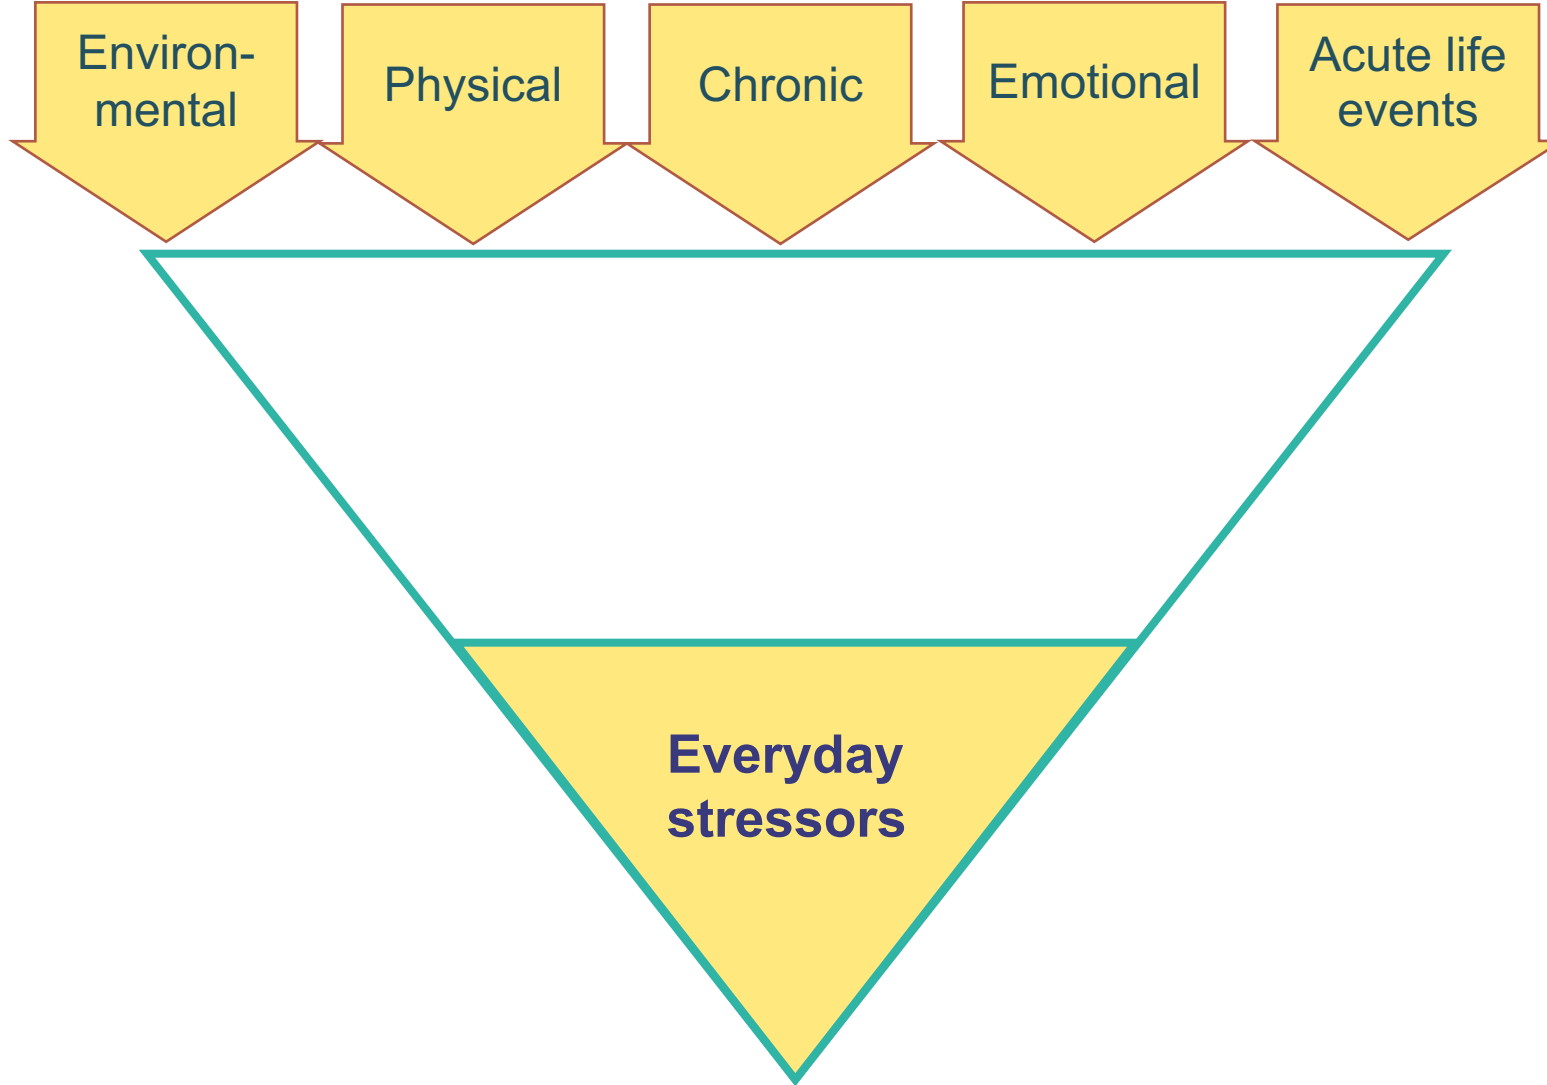 Environ-
mental
Physical
Chronic
Emotional
Acute life
events
Everyday
stressors